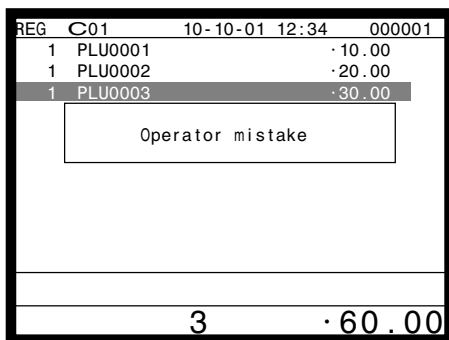 REG C01 10-10-01 12:34 000001
1 PLU0001 ·10.00
1 PLU0002 ·20.00
1 PLU0003 ·30.00
Operator mistake
3 ·60.00